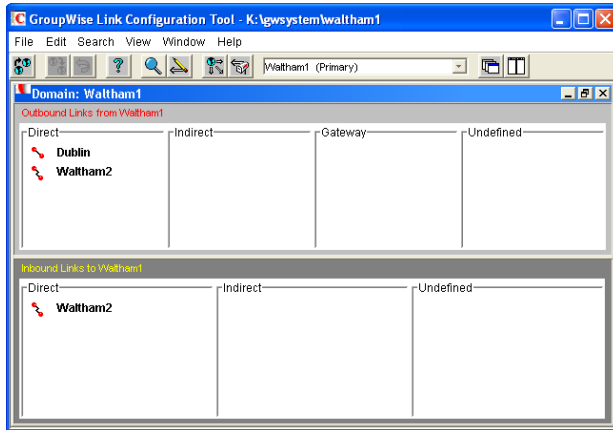 GroupWise Link Configuration Tool - K:\gwsystem\waltham1
File Edit Search View Window Help
Waltham1 (Primary)
Domain: Waltham1
Outbound Links from Waltham1
Direct Indirect Gateway Undefined
Dublin
Waltham2
Inbound Links to Waltham1
Direct Indirect Undefined
Waltham2